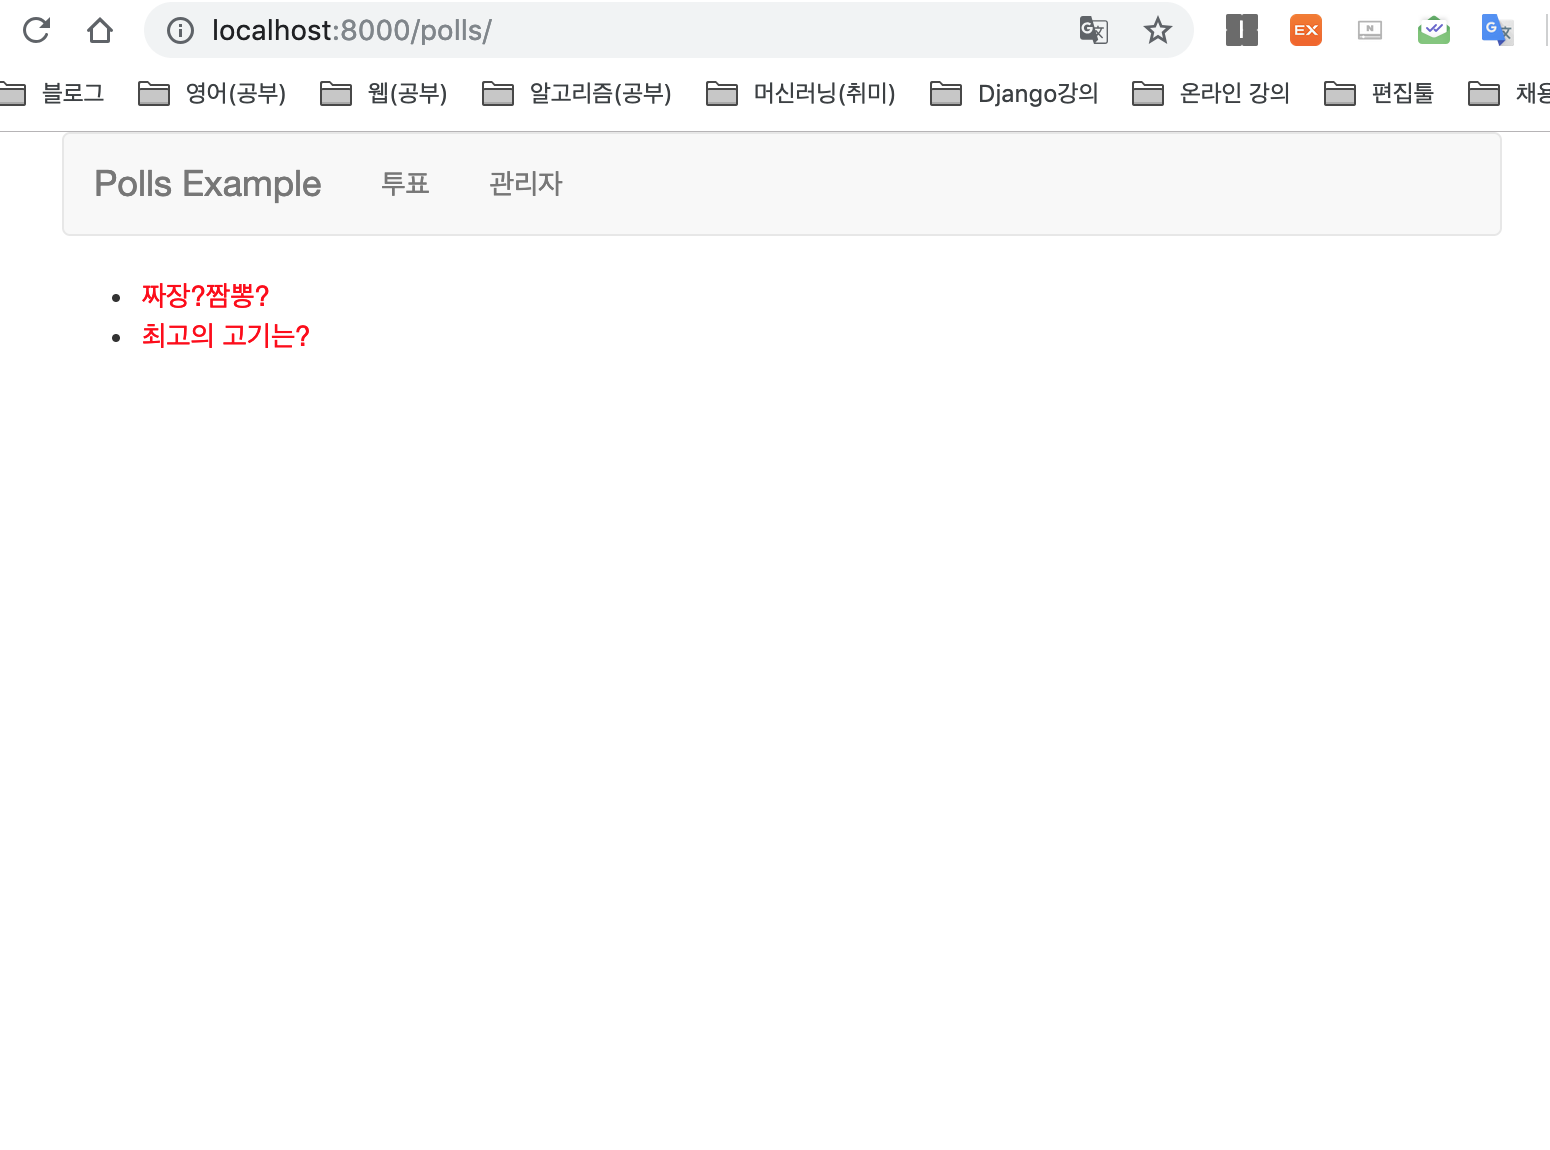 localhost:8000/polls/
EX
블로그 영어(공부) 웹(공부) 알고리즘(공부) 머신러닝(취미) Django강의 온라인 강의 편집툴 채용
Polls Example 투표 관리자
짜장?짬뽕?
최고의 고기는?